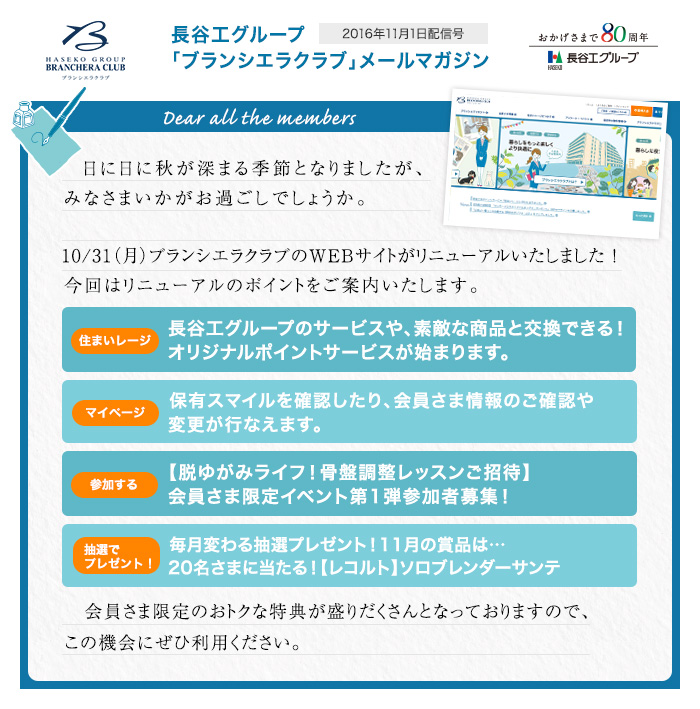 HASEKO GROUP
BRANCHERA CLUB
ブランシエラクラブ
長谷工グループ
2016年11月1日配信号
「ブランシエラクラブ」メールマガジン
おかげさまで80周年
HASEKO 長谷工グループ
Dear all the members
暮らしをもっと楽しく
より快適に
日に日に秋が深まる季節となりましたが、
みなさまいかがお過ごしでしょうか。
10/31（月）ブランシエラクラブのWEBサイトがリニューアルいたしました！
今回はリニューアルのポイントをご案内いたします。
住まいレージ
長谷工グループのサービスや、素敵な商品と交換できる！
オリジナルポイントサービスが始まります。
マイページ
保有スマイルを確認したり、会員さま情報のご確認や
変更が行なえます。
参加する
【脱ゆがみライフ！骨盤調整レッスンご招待】
会員さま限定イベント第1弾参加者募集！
抽選で
プレゼント！
毎月変わる抽選プレゼント！11月の賞品は…
20名さまに当たる！【レコルト】ソロブレンダーサンテ
会員さま限定のおトクな特典が盛りだくさんとなっておりますので、
この機会にぜひ利用ください。